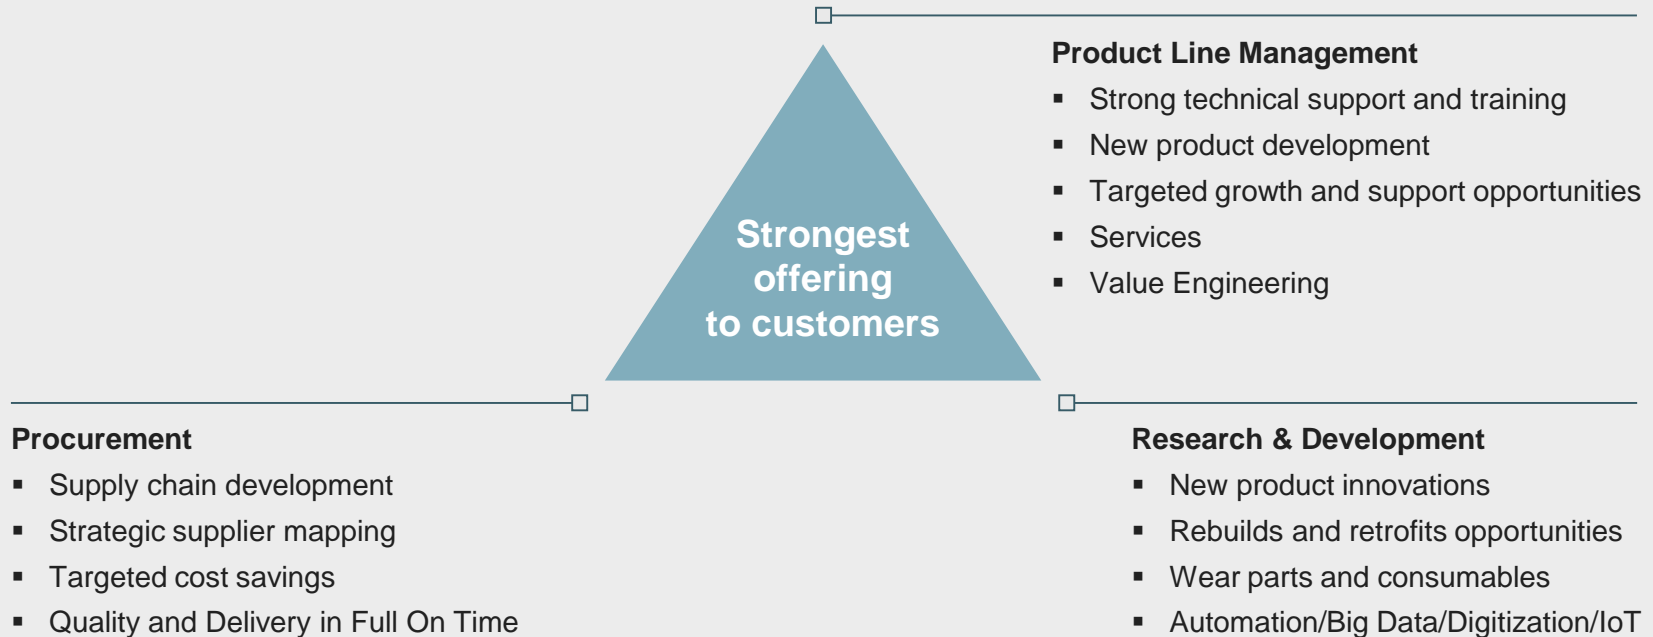 Product Line Management
▪ Strong technical support and training
▪ New product development
▪ Targeted growth and support opportunities
▪ Services
▪ Value Engineering
Strongest
offering
to customers
Procurement
▪ Supply chain development
▪ Strategic supplier mapping
▪ Targeted cost savings
▪ Quality and Delivery in Full On Time
Research & Development
▪ New product innovations
▪ Rebuilds and retrofits opportunities
▪ Wear parts and consumables
▪ Automation/Big Data/Digitization/IoT